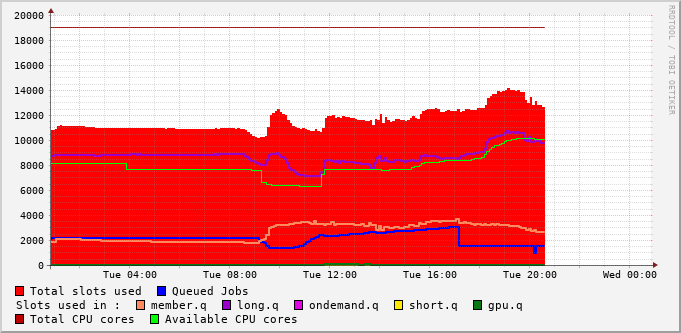 20000
18000
16000
14000
12000
10000
8000
6000
4000
2000
0
Tue 04:00 Tue 08:00 Tue 12:00 Tue 16:00 Tue 20:00 Wed 00:00
RRDTOOL / TOBI OETIKER
Total slots used Queued Jobs
Slots used in : member.q long.q ondemand.q short.q gpu.q
Total CPU cores Available CPU cores